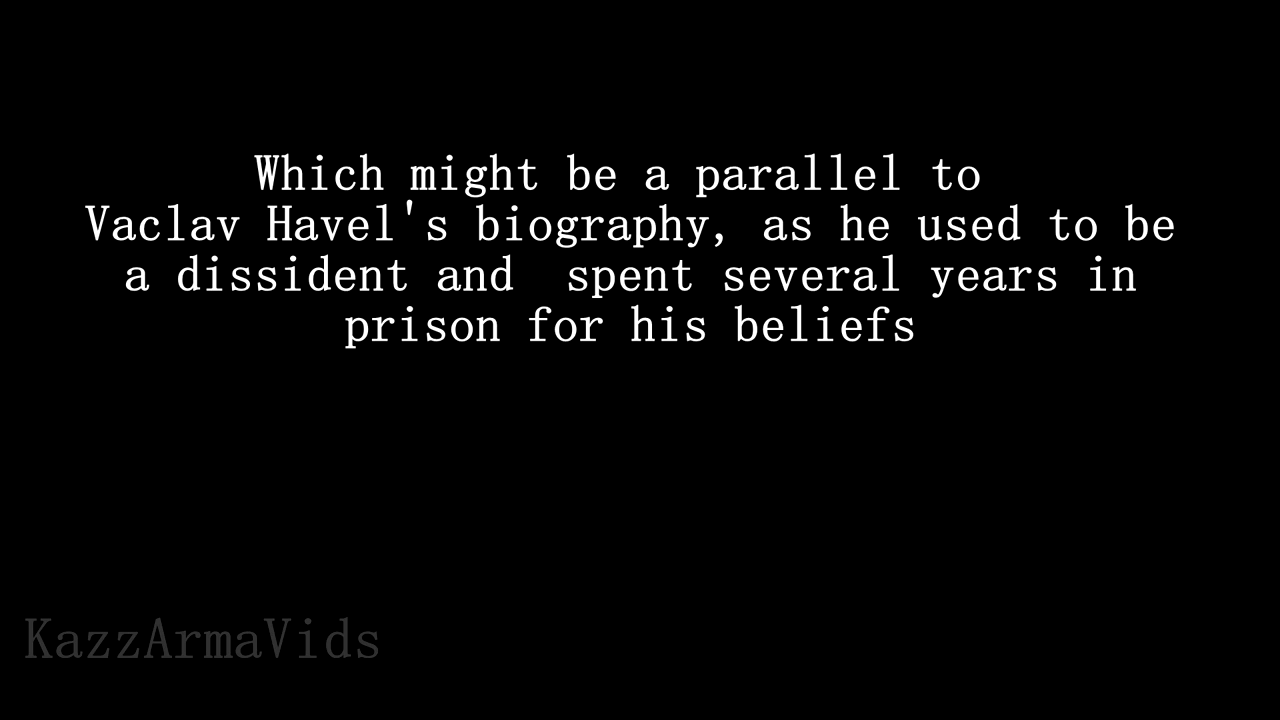 Which might be a parallel to
Vaclav Havel's biography, as he used to be
a dissident and  spent several years in
prison for his beliefs
KazzArmaVids